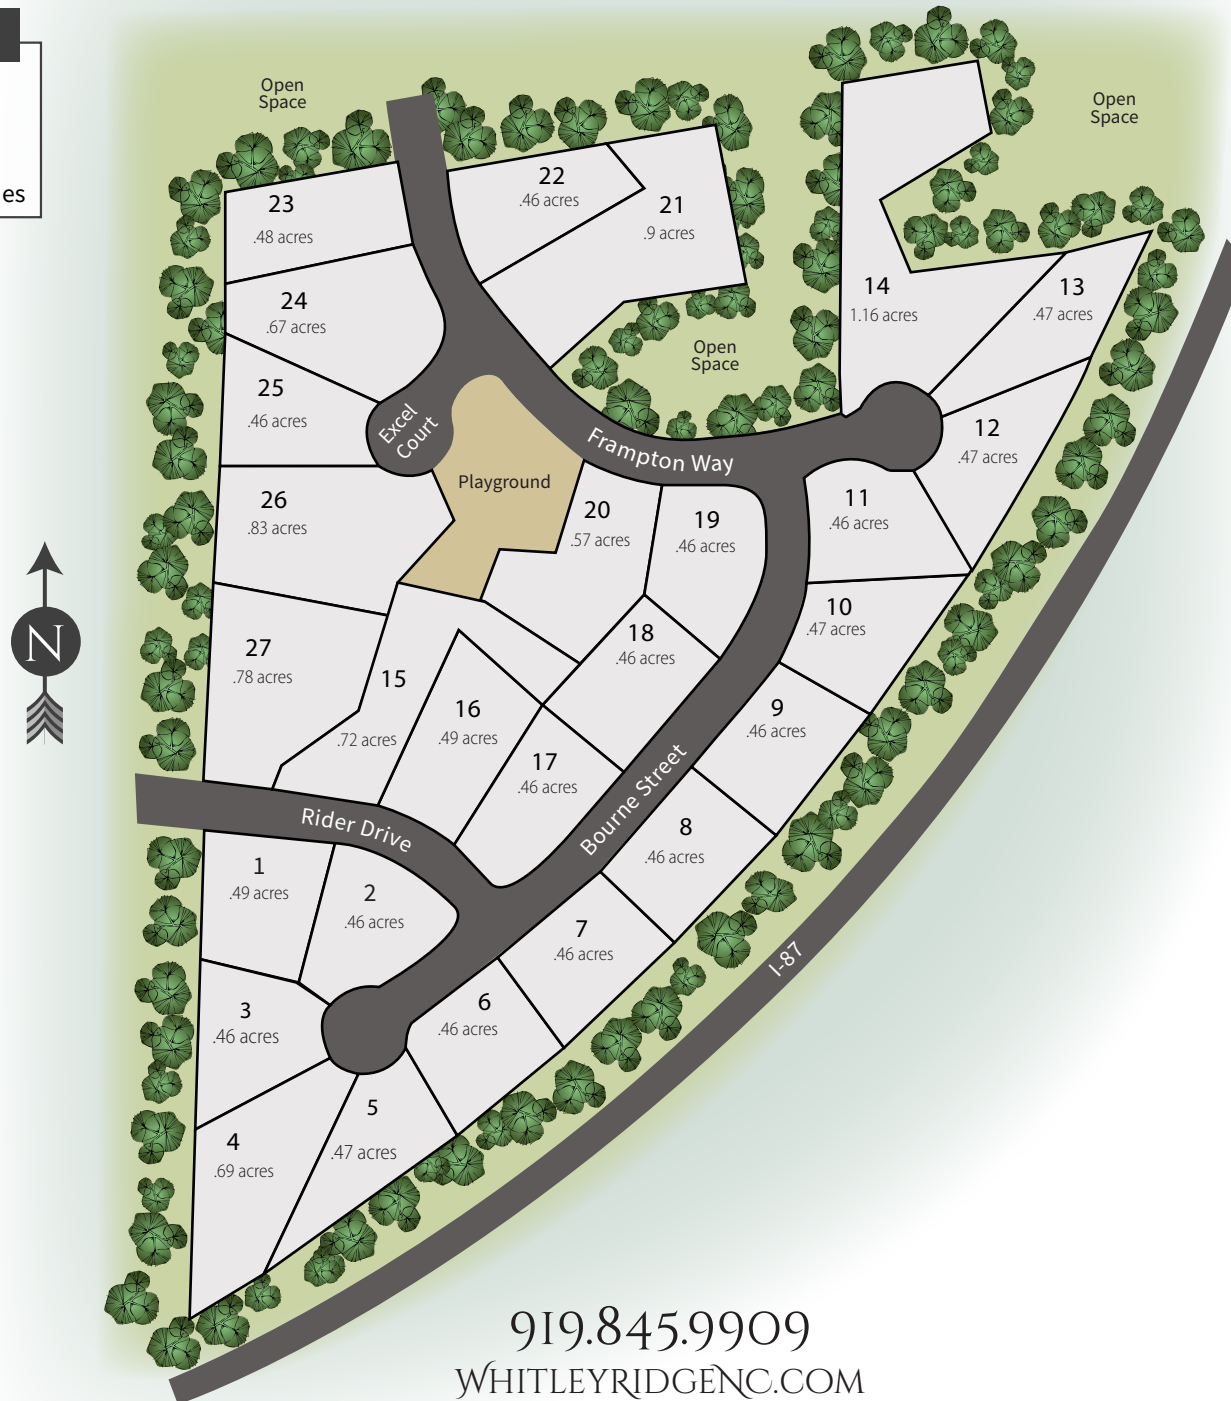 es
Open
Space
Open
Space
23
.48 acres
22
.46 acres
21
.9 acres
24
.67 acres
14
1.16 acres
13
.47 acres
Open
Space
25
.46 acres
Excel
Court
Frampton Way
12
.47 acres
Playground
26
.83 acres
20
.57 acres
19
.46 acres
11
.46 acres
10
.47 acres
N
27
.78 acres
15
.72 acres
18
.46 acres
16
.49 acres
17
.46 acres
9
.46 acres
Bourne Street
Rider Drive
8
.46 acres
1
.49 acres
2
.46 acres
7
.46 acres
I-87
3
.46 acres
6
.46 acres
5
.47 acres
4
.69 acres
919.845.9909
WHITLEYRIDGENC.COM